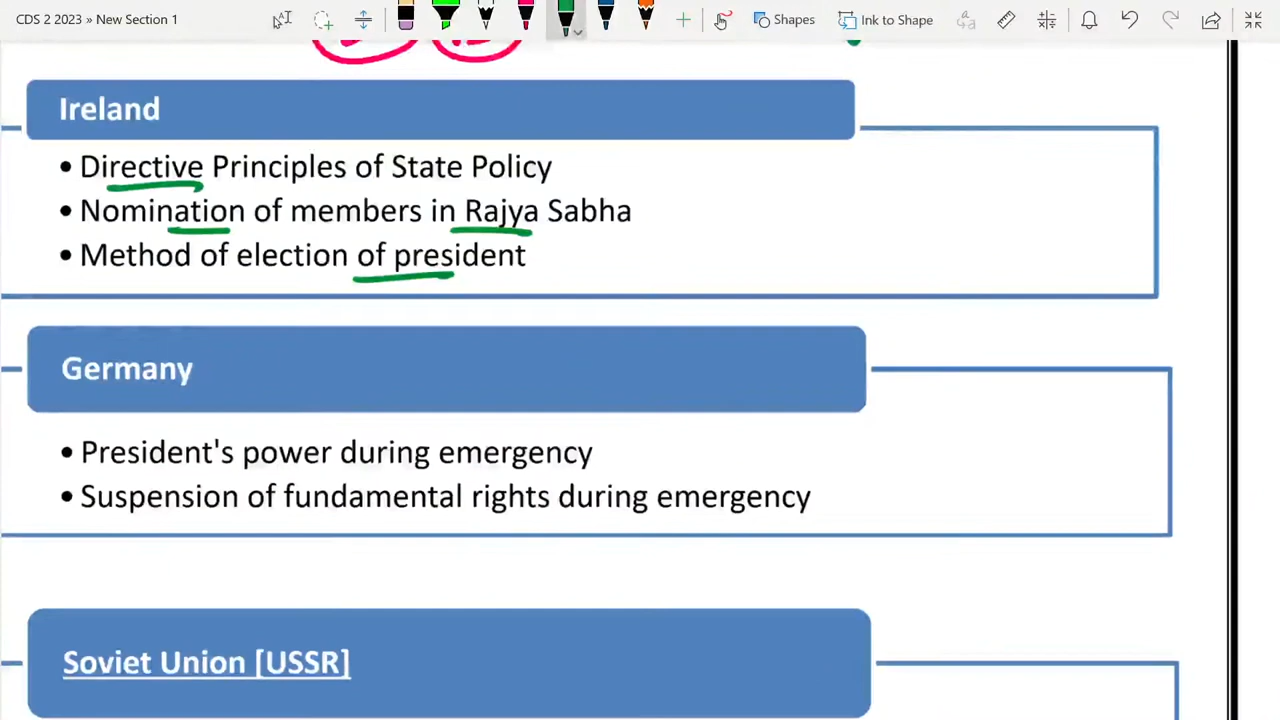 CDS 2 2023 » New Section 1
Shapes
Ink to Shape
Ireland
• Directive Principles of State Policy
• Nomination of members in Rajya Sabha
• Method of election of president
Germany
• President's power during emergency
• Suspension of fundamental rights during emergency
Soviet Union [USSR]